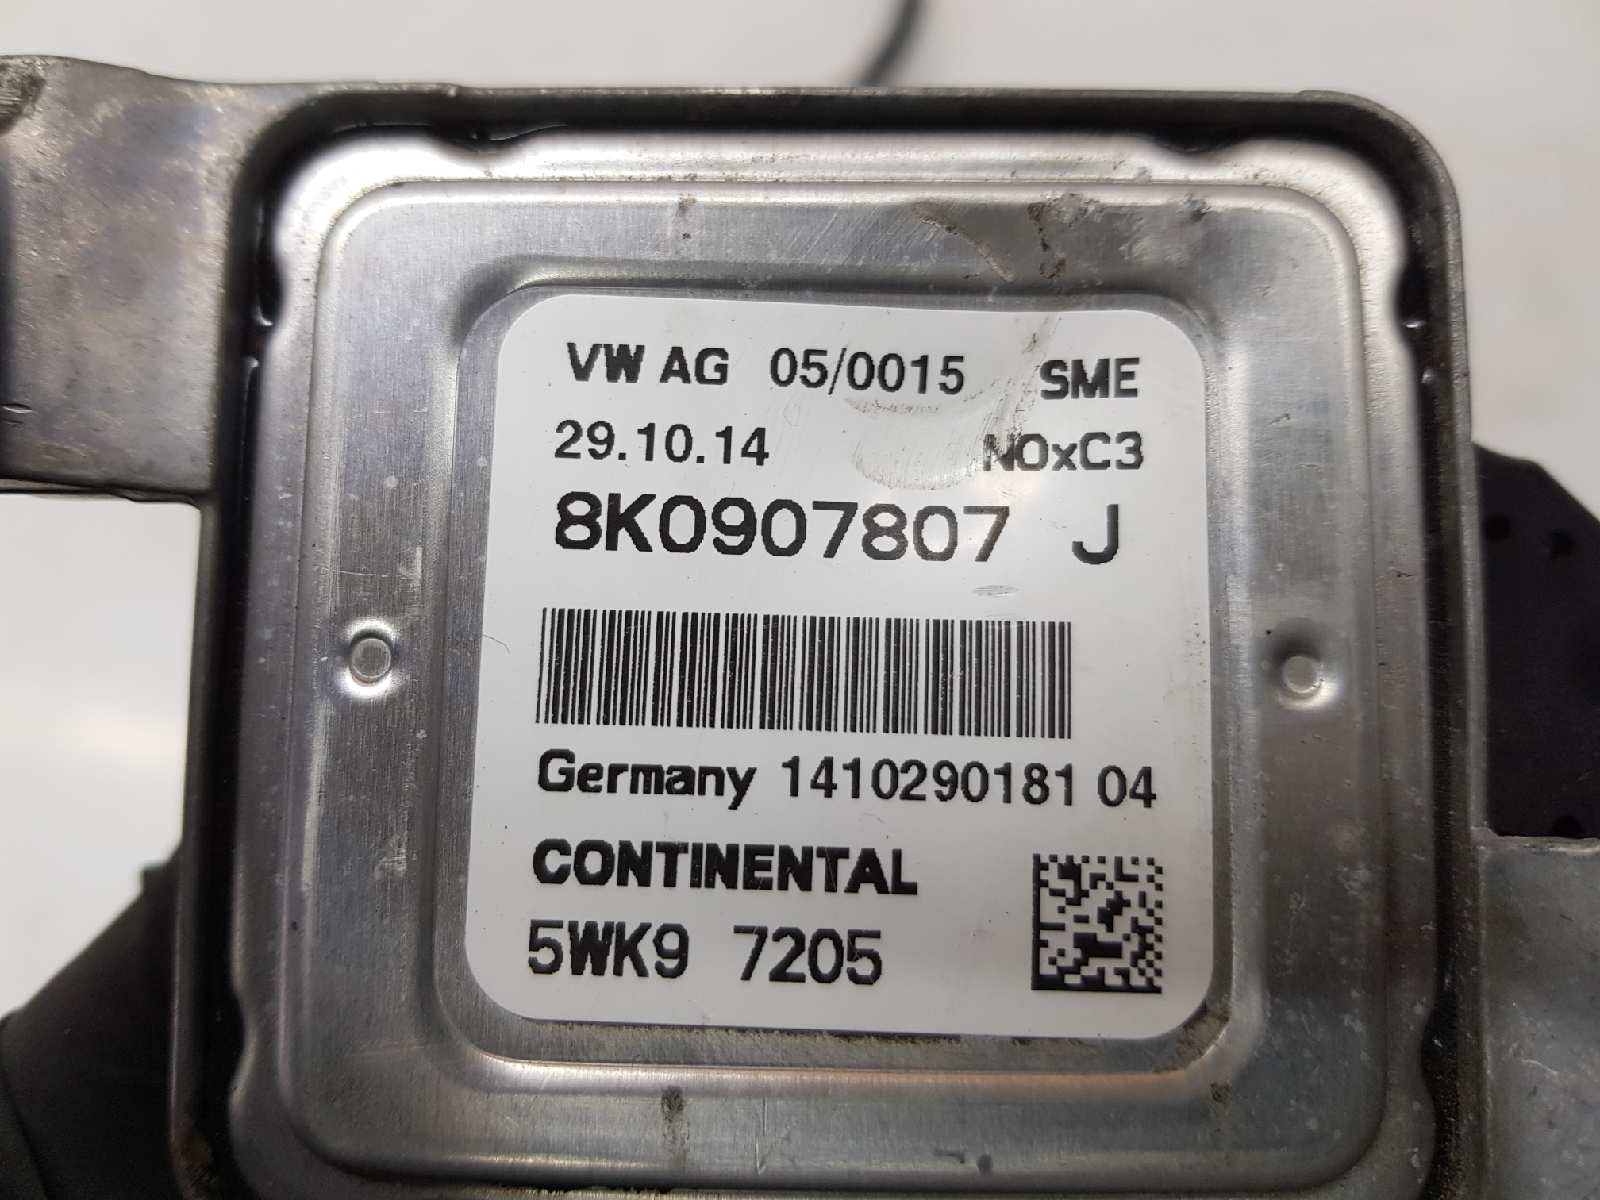 VW AG 05/0015 SME
29.10.14 NOxC3
8K0907807 J
Germany 1410290181 04
CONTINENTAL
5WK9 7205